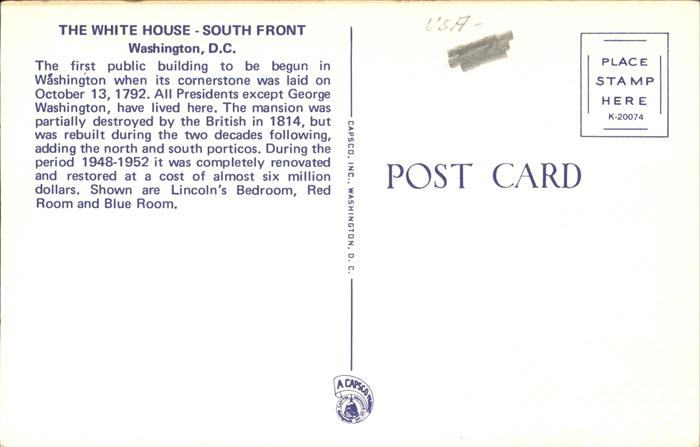 THE WHITE HOUSE - SOUTH FRONT
Washington, D.C.
The first public building to be begun in
Washington when its cornerstone was laid on
October 13, 1792. All Presidents except George
Washington, have lived here. The mansion was
partially destroyed by the British in 1814, but
was rebuilt during the two decades following,
adding the north and south porticos. During the
period 1948-1952 it was completely renovated
and restored at a cost of almost six million
dollars. Shown are Lincoln's Bedroom, Red
Room and Blue Room.
CAPSCO, INC., WASHINGTON, D. C.
A CAPSCO
USA-
PLACE
STAMP
HERE
K-20074
POST CARD